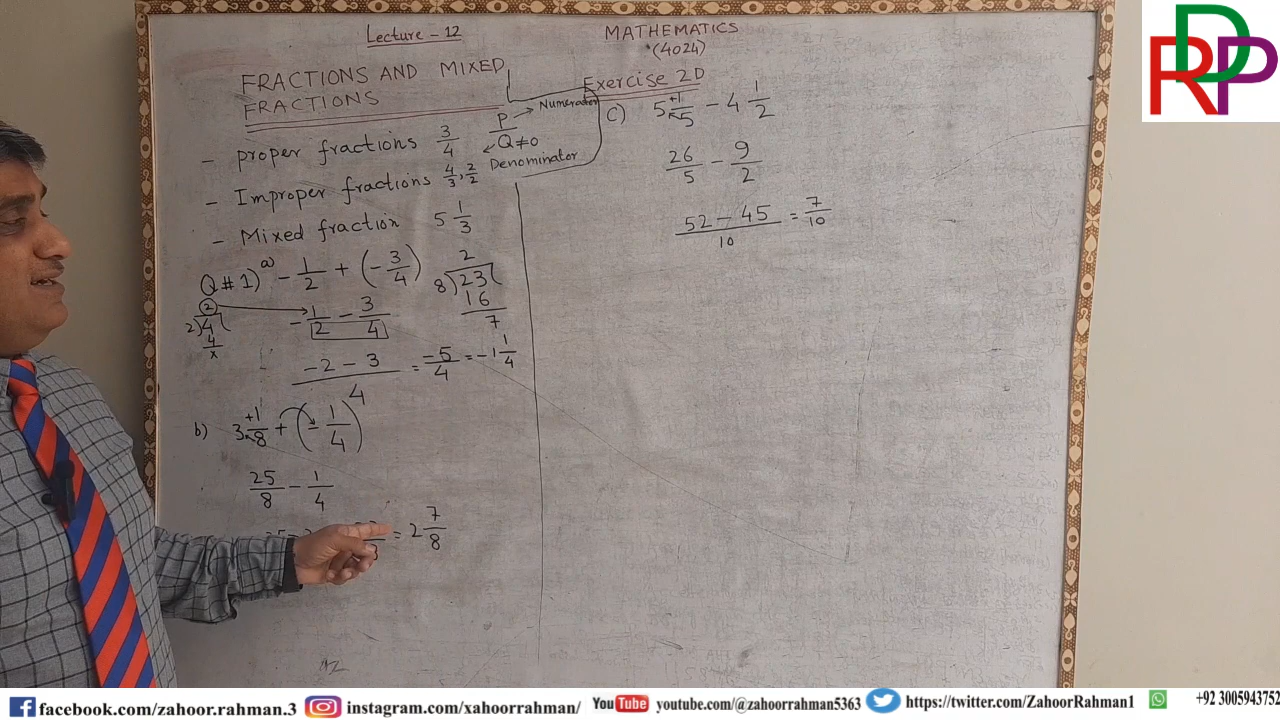 Lecture - 12
MATHEMATICS
(4024)
FRACTIONS AND MIXED
FRACTIONS
P/Q≠0
Numerator
Denominator
- proper fractions 3/4
- Improper fractions 4/3, 2/2
- Mixed fraction 5 1/3
Q#1) a) -1/2 + (-3/4)
2
2)4(
4
x
-1/2 - 3/4
-2 - 3/4 = -5/4 = -1 1/4
2
8)23(
16
7
b) 3 +1/8 + (-1/4)
25/8 - 1/4
= 2 7/8
Exercise 2D
C) 5 +1/5 - 4 1/2
26/5 - 9/2
52 - 45/10 = 7/10
RDP
facebook.com/zahoor.rahman.3
instagram.com/xahoorrahman/
YouTube youtube.com/@zahoorrahman5363
https://twitter.com/ZahoorRahman1
+92 3005943752